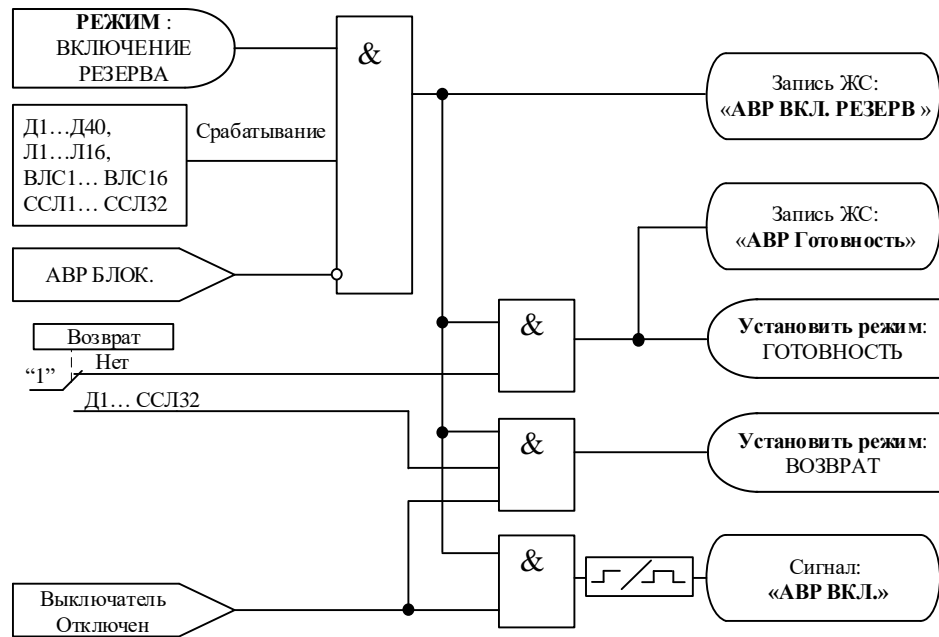 РЕЖИМ :
ВКЛЮЧЕНИЕ
РЕЗЕРВА
&
Запись ЖС:
«АВР ВКЛ. РЕЗЕРВ »
Д1…Д40,
Л1…Л16,
ВЛС1… ВЛС16
ССЛ1… ССЛ32
Срабатывание
Запись ЖС:
«АВР Готовность»
АВР БЛОК.
&
Установить режим:
ГОТОВНОСТЬ
Возврат
“1”
Нет
Д1… ССЛ32
&
Установить режим:
ВОЗВРАТ
&
Сигнал:
«АВР ВКЛ.»
Выключатель
Отключен